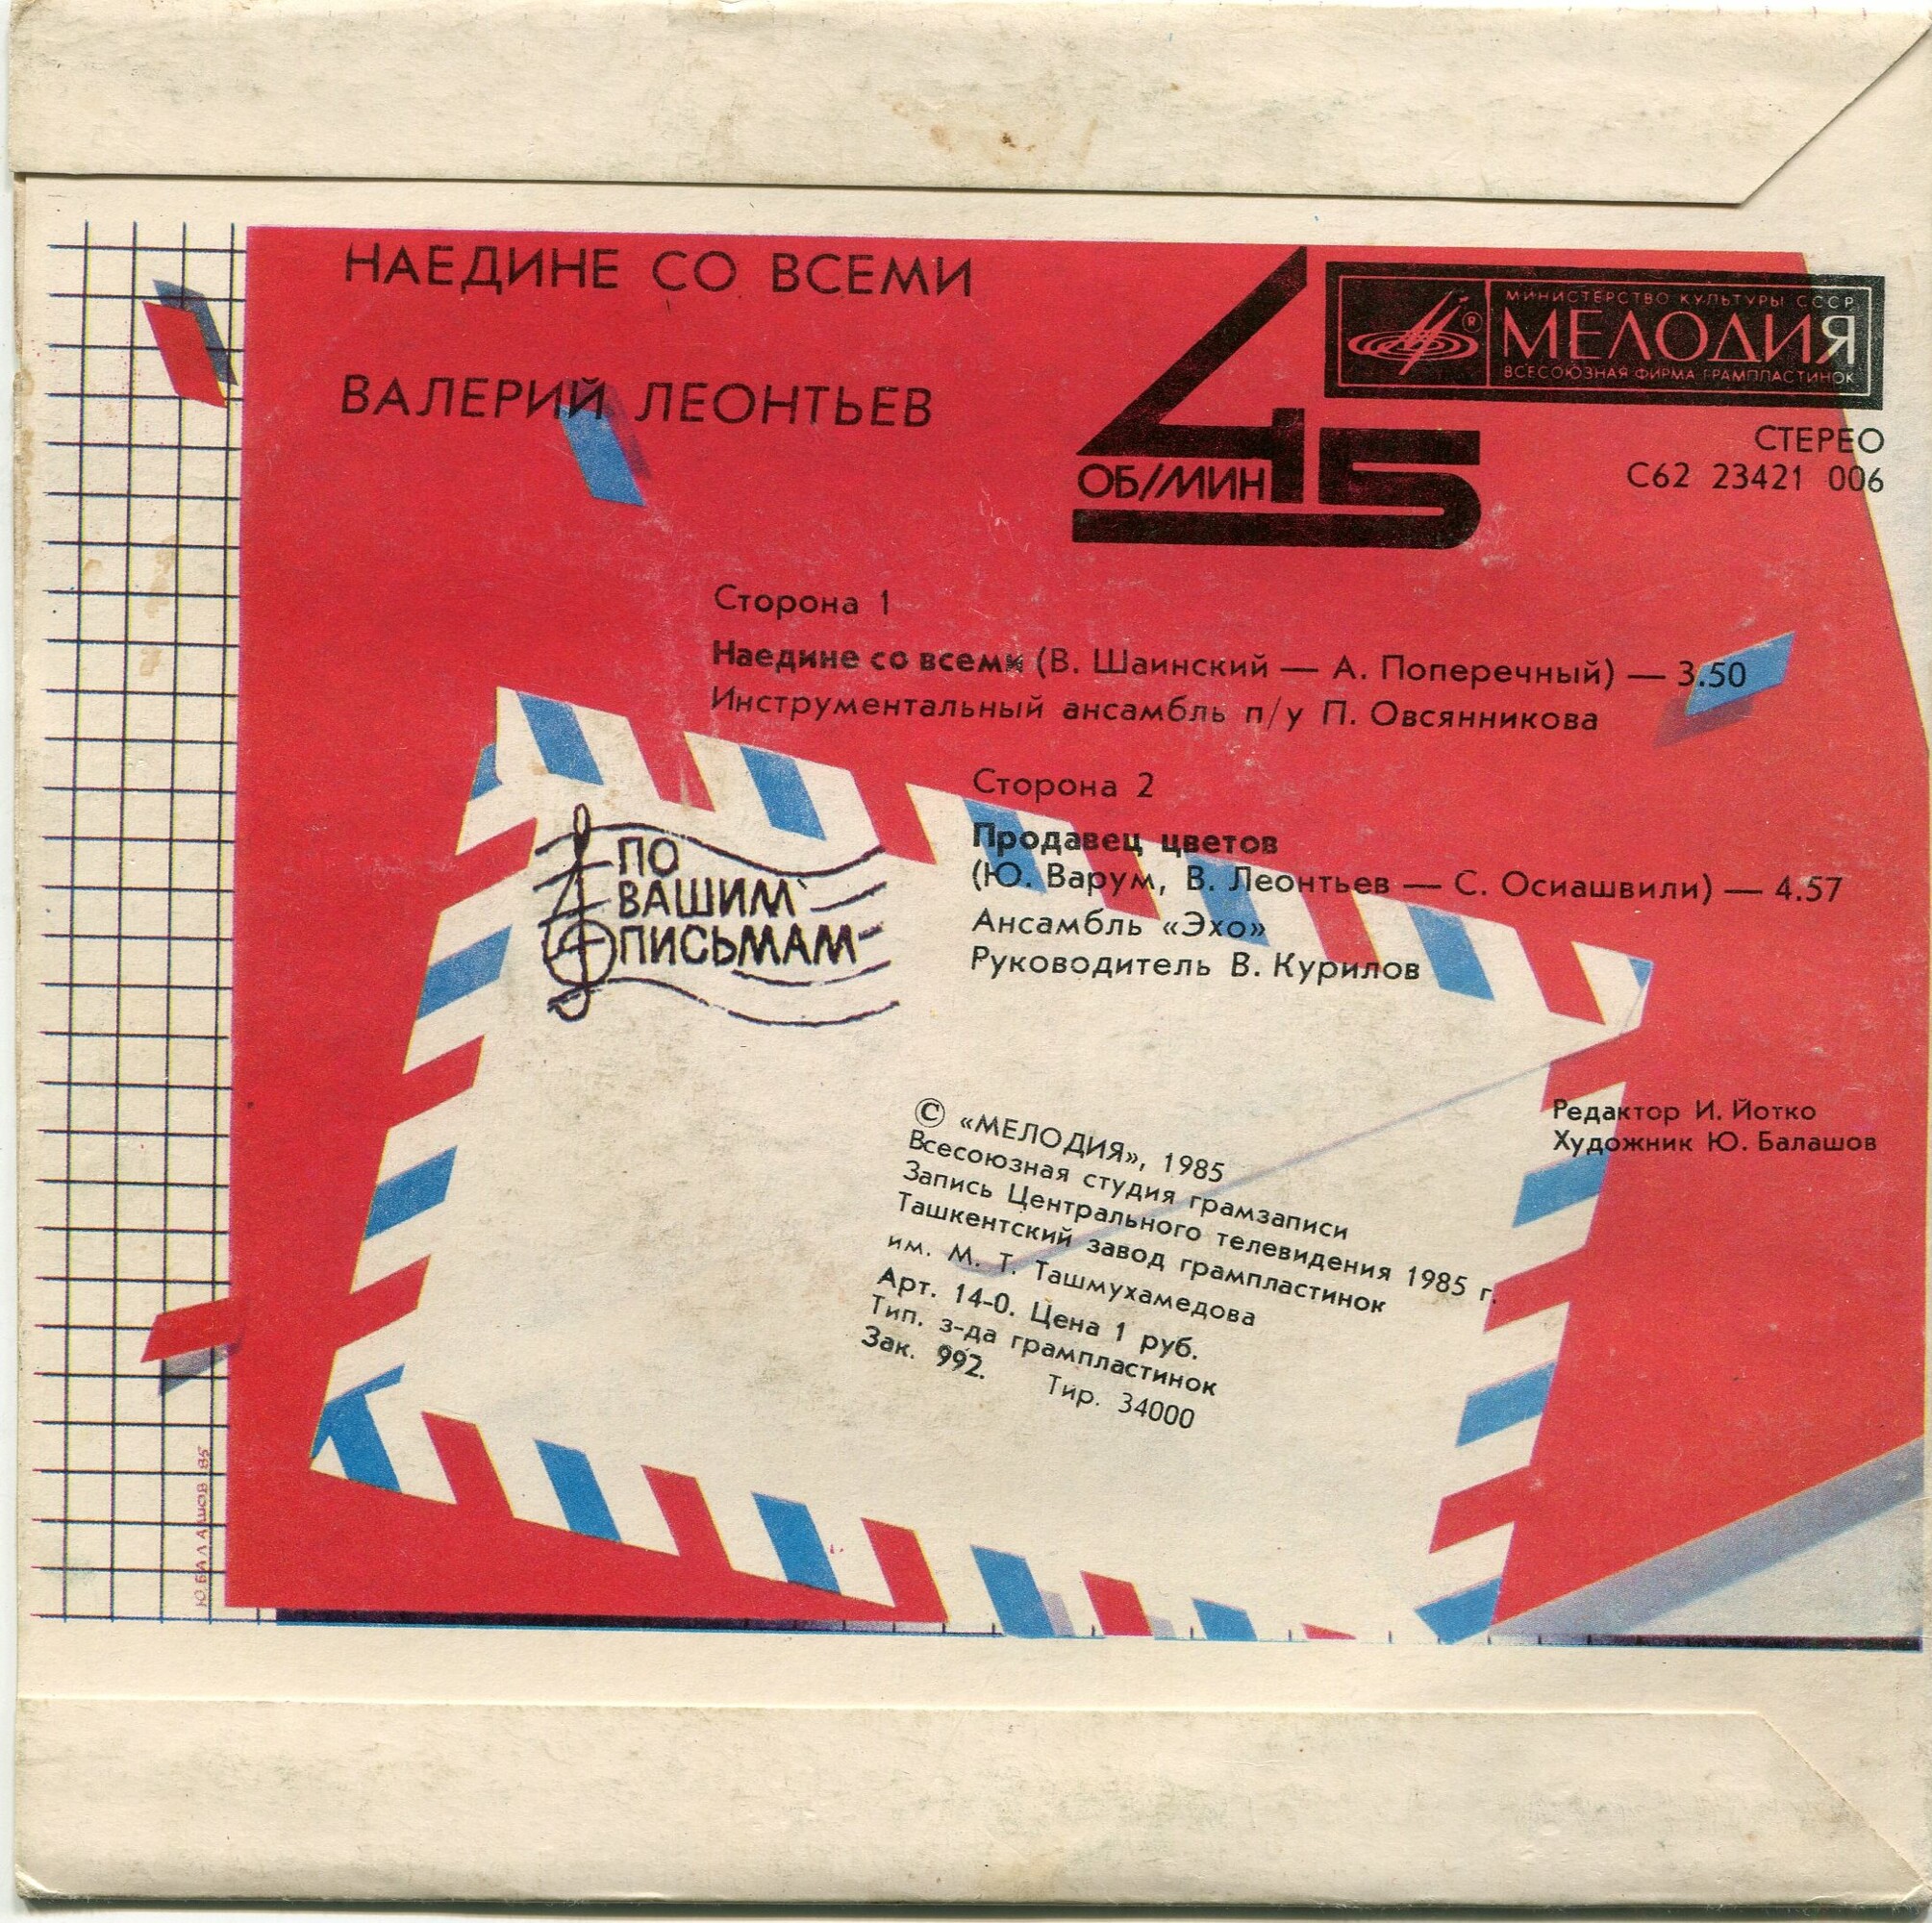 НАЕДИНЕ СО ВСЕМИ
ВАЛЕРИЙ ЛЕОНТЬЕВ
45
ОБ/МИН
МИНИСТЕРСТВО КУЛЬТУРЫ СССР
МЕЛОДИЯ
®
ВСЕСОЮЗНАЯ ФИРМА ГРАМПЛАСТИНОК
СТЕРЕО
С62 23421 006
Сторона 1
Наедине со всеми (В. Шаинский — А. Поперечный) — 3.50
Инструментальный ансамбль п/у П. Овсянникова
Сторона 2
Продавец цветов
(Ю. Варум, В. Леонтьев — С. Осиашвили) — 4.57
Ансамбль «Эхо»
Руководитель В. Курилов
ПО
ВАШИМ
ПИСЬМАМ
© «МЕЛОДИЯ», 1985
Всесоюзная студия грамзаписи
Запись Центрального телевидения 1985 г.
Ташкентский завод грампластинок
им. М. Т. Ташмухамедова
Арт. 14-0. Цена 1 руб.
Тип. з-да грампластинок
Зак. 992. Тир. 34000
Редактор И. Йотко
Художник Ю. Балашов
Ю БАЛАШОВ '85